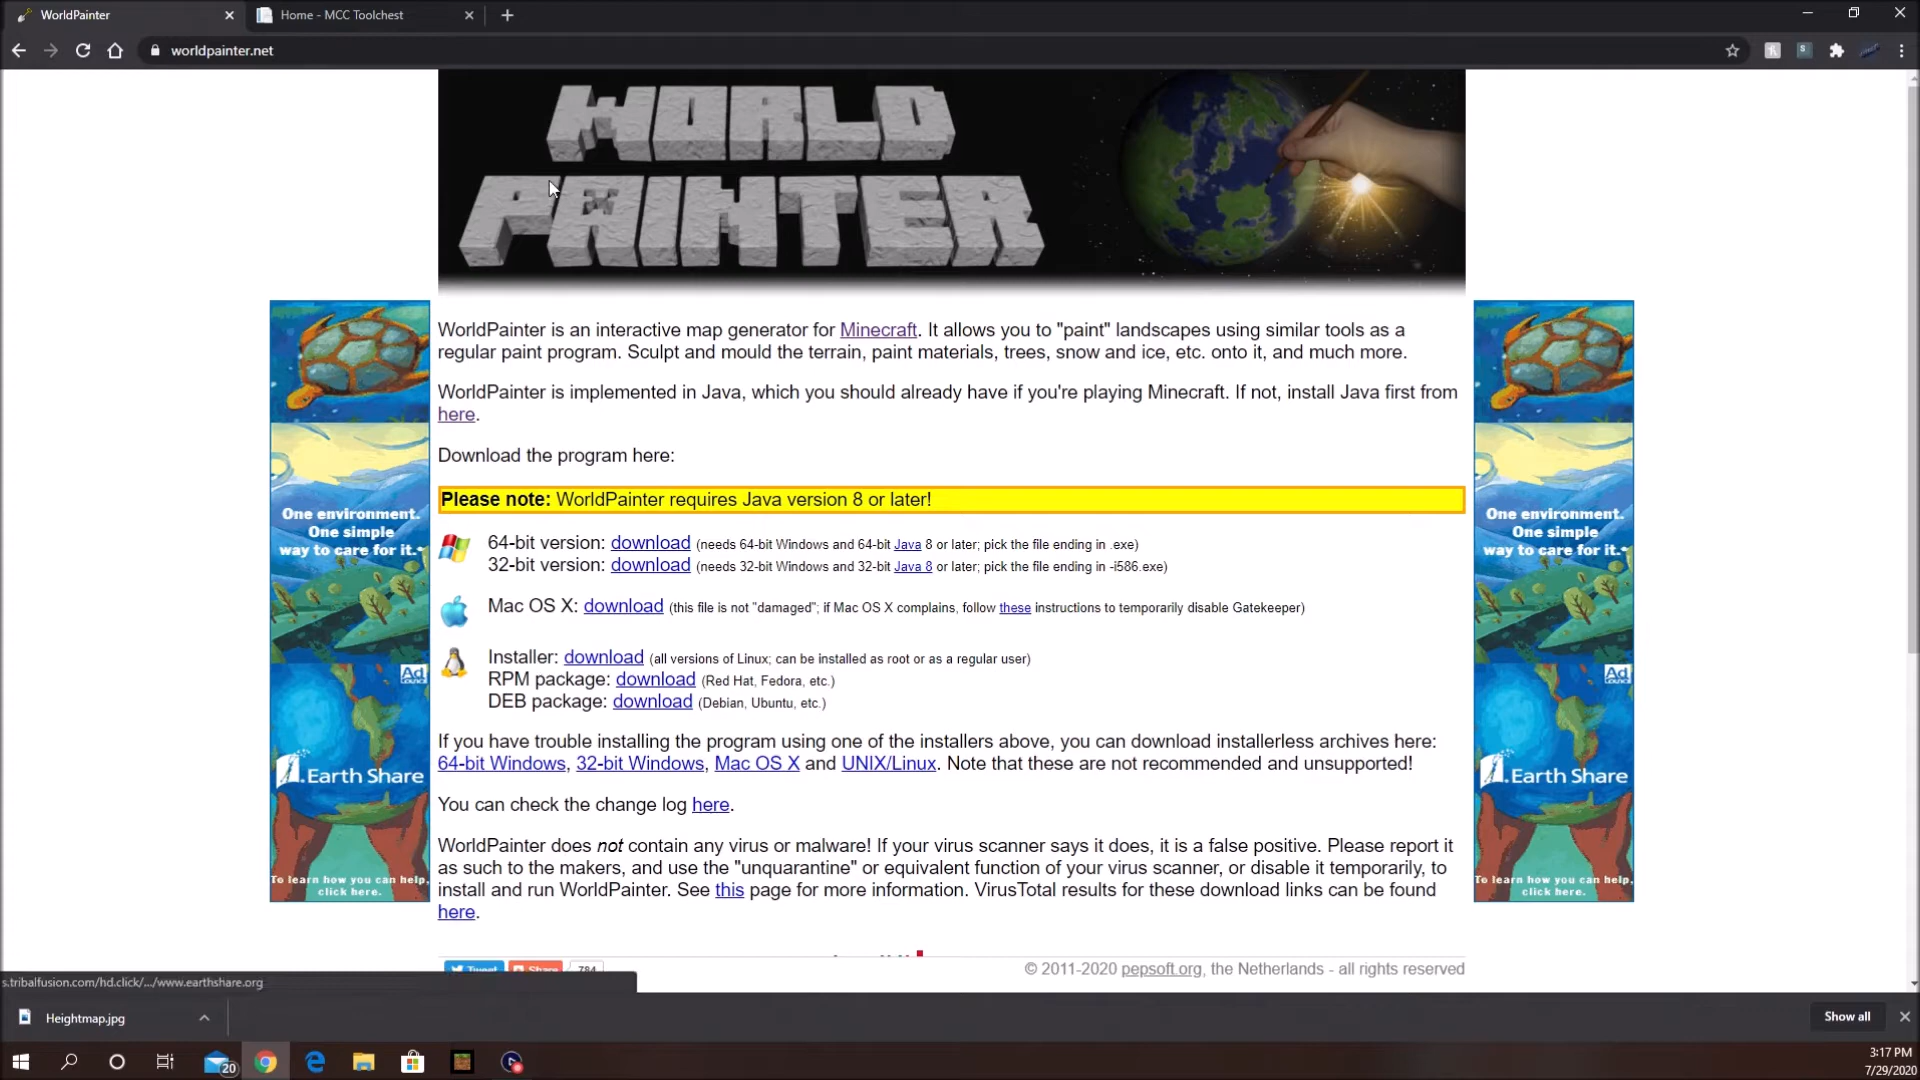 WorldPainter
Home - MCC Toolchest
worldpainter.net
WORLD
PAINTER
WorldPainter is an interactive map generator for Minecraft. It allows you to "paint" landscapes using similar tools as a
regular paint program. Sculpt and mould the terrain, paint materials, trees, snow and ice, etc. onto it, and much more.
WorldPainter is implemented in Java, which you should already have if you're playing Minecraft. If not, install Java first from
here.
Download the program here:
Please note: WorldPainter requires Java version 8 or later!
64-bit version: download (needs 64-bit Windows and 64-bit Java 8 or later; pick the file ending in .exe)
32-bit version: download (needs 32-bit Windows and 32-bit Java 8 or later; pick the file ending in -i586.exe)
Mac OS X: download (this file is not "damaged"; if Mac OS X complains, follow these instructions to temporarily disable Gatekeeper)
Installer: download (all versions of Linux; can be installed as root or as a regular user)
RPM package: download (Red Hat, Fedora, etc.)
DEB package: download (Debian, Ubuntu, etc.)
If you have trouble installing the program using one of the installers above, you can download installerless archives here:
64-bit Windows, 32-bit Windows, Mac OS X and UNIX/Linux. Note that these are not recommended and unsupported!
You can check the change log here.
WorldPainter does not contain any virus or malware! If your virus scanner says it does, it is a false positive. Please report it
as such to the makers, and use the "unquarantine" or equivalent function of your virus scanner, or disable it temporarily, to
install and run WorldPainter. See this page for more information. VirusTotal results for these download links can be found
here.
One environment.
One simple
way to care for it.
Ad
Earth Share
To learn how you can help,
click here.
One environment.
One simple
way to care for it.
Ad
Earth Share
To learn how you can help,
click here.
Tweet
Share
784
© 2011-2020 pepsoft.org, the Netherlands - all rights reserved
s.tribalfusion.com/hd.click/.../www.earthshare.org
Heightmap.jpg
Show all
20
3:17 PM
7/29/2020